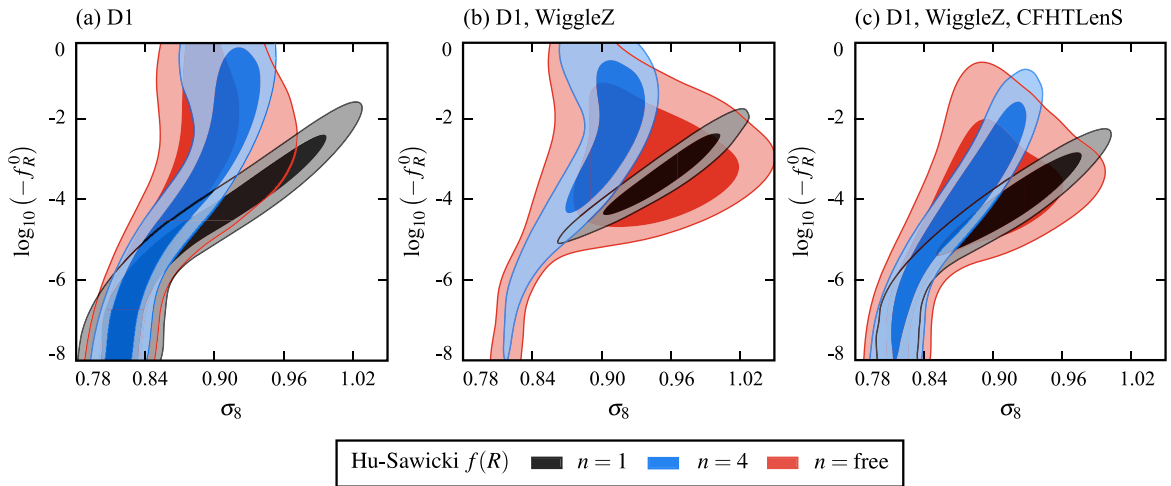 (a) D1
(b) D1, WiggleZ
(c) D1, WiggleZ, CFHTLenS
log₁₀(−f⁰_R)
0
-2
-4
-6
-8
0.78 0.84 0.90 0.96 1.02
σ₈
log₁₀(−f⁰_R)
0
-2
-4
-6
-8
0.78 0.84 0.90 0.96 1.02
σ₈
log₁₀(−f⁰_R)
0
-2
-4
-6
-8
0.78 0.84 0.90 0.96 1.02
σ₈
Hu-Sawicki f(R) n = 1 n = 4 n = free